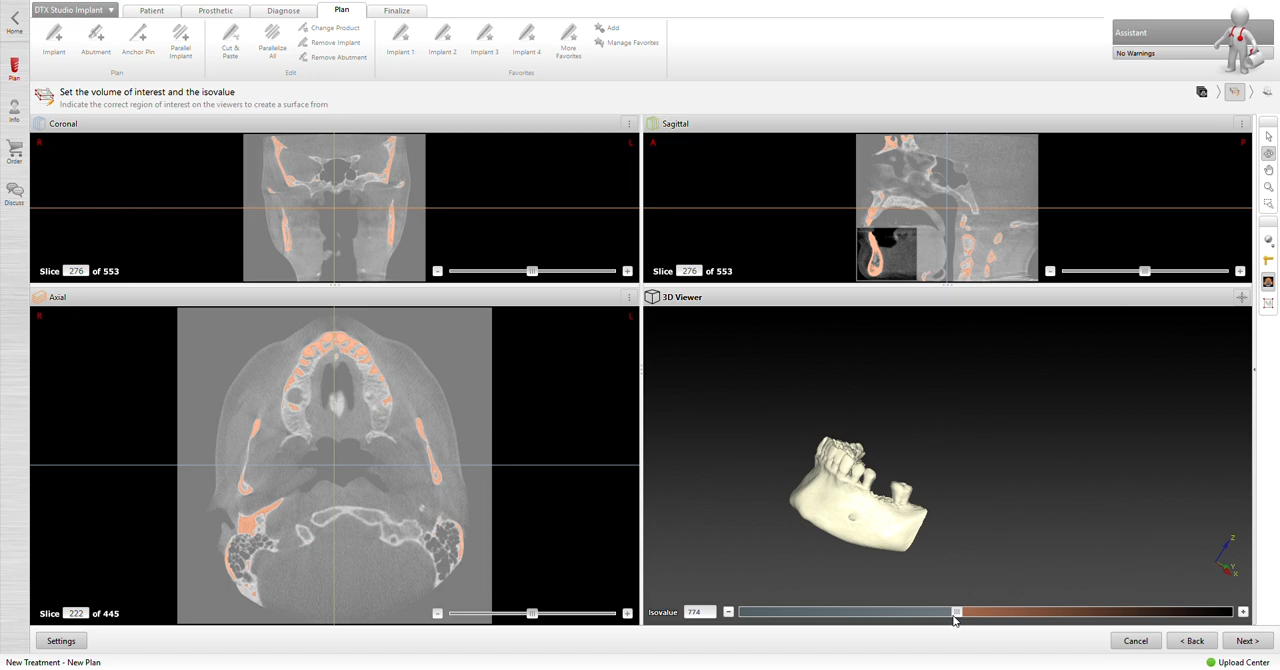 Home
DTX Studio Implant
Patient
Prosthetic
Diagnose
Plan
Finalize
Implant
Abutment
Anchor Pin
Parallel Implant
Plan
Cut & Paste
Parallelize All
Change Product
Remove Implant
Remove Abutment
Edit
Implant 1
Implant 2
Implant 3
Implant 4
More Favorites
Add
Manage Favorites
Favorites
Assistant
No Warnings
Plan
Info
Order
Discuss
Set the volume of interest and the isovalue
Indicate the correct region of interest on the viewers to create a surface from
Coronal
R
L
Slice 276 of 553
Sagittal
A
P
Slice 276 of 553
Axial
R
L
Slice 222 of 445
3D Viewer
Z
Y
X
Isovalue 774
Settings
Cancel
< Back
Next >
New Treatment - New Plan
Upload Center